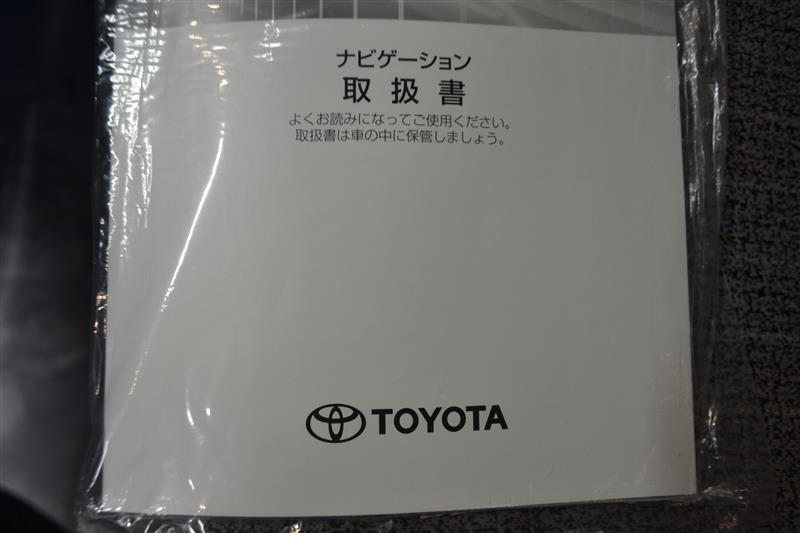 ナビゲーション
取扱書
よくお読みになってご使用ください。
取扱書は車の中に保管しましょう。
TOYOTA